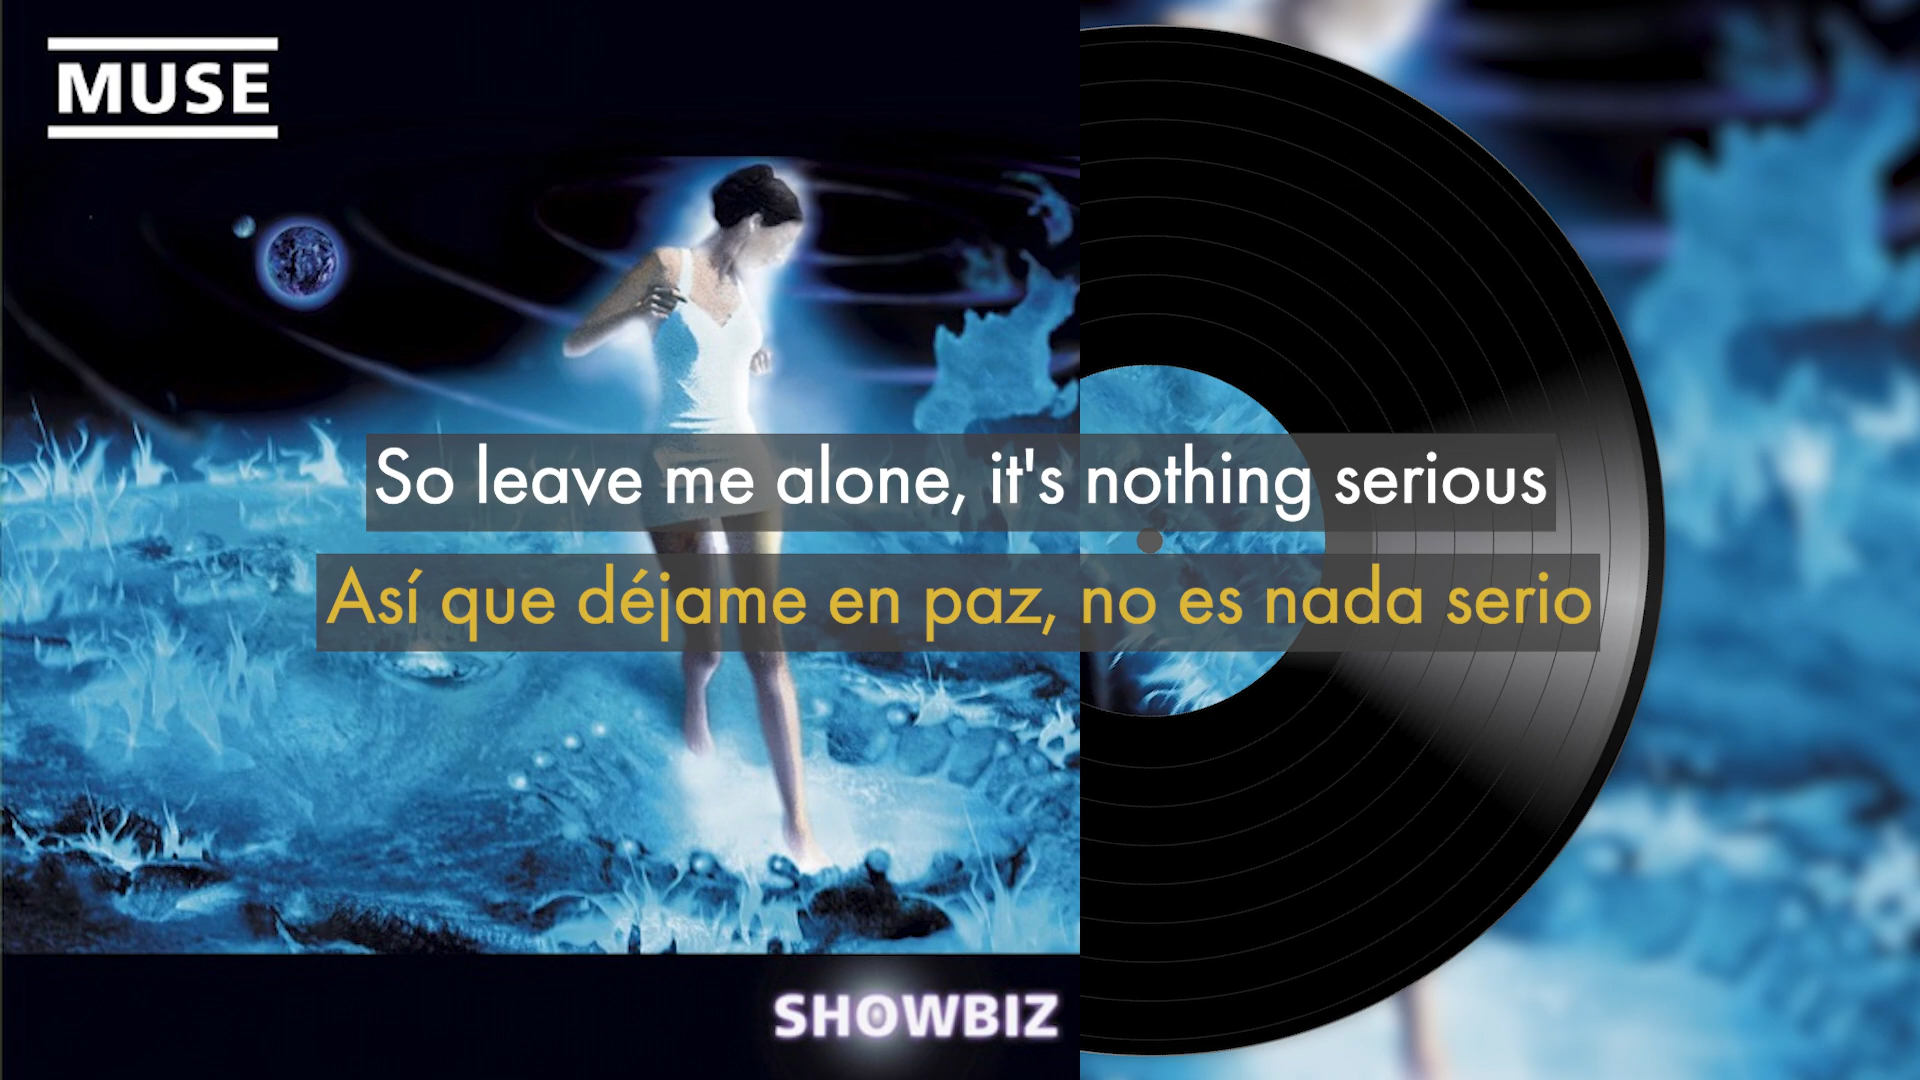 MUSE
So leave me alone, it's nothing serious
Así que déjame en paz, no es nada serio
SHOWBIZ